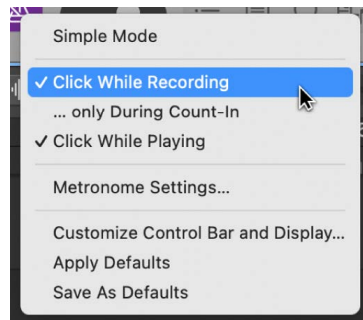 Simple Mode
✓ Click While Recording
... only During Count-In
✓ Click While Playing
Metronome Settings...
Customize Control Bar and Display...
Apply Defaults
Save As Defaults